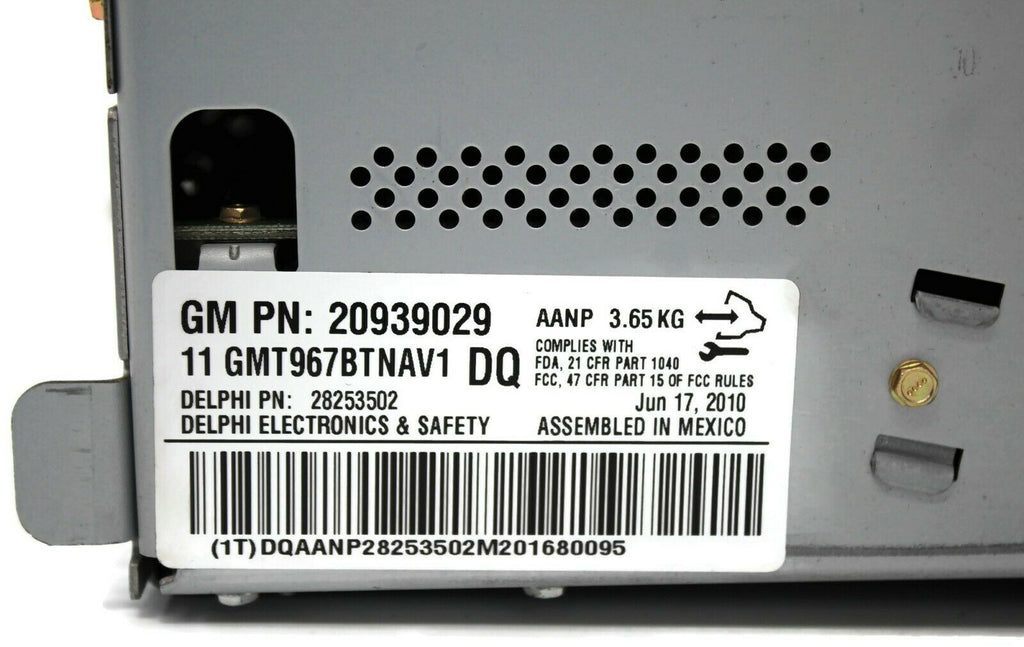 GM PN: 20939029
11 GMT967BTNAV1 DQ
DELPHI PN: 28253502
DELPHI ELECTRONICS & SAFETY
AANP 3.65 KG
COMPLIES WITH
FDA, 21 CFR PART 1040
FCC, 47 CFR PART 15 OF FCC RULES
Jun 17, 2010
ASSEMBLED IN MEXICO
(1T) DQAANP28253502M201680095